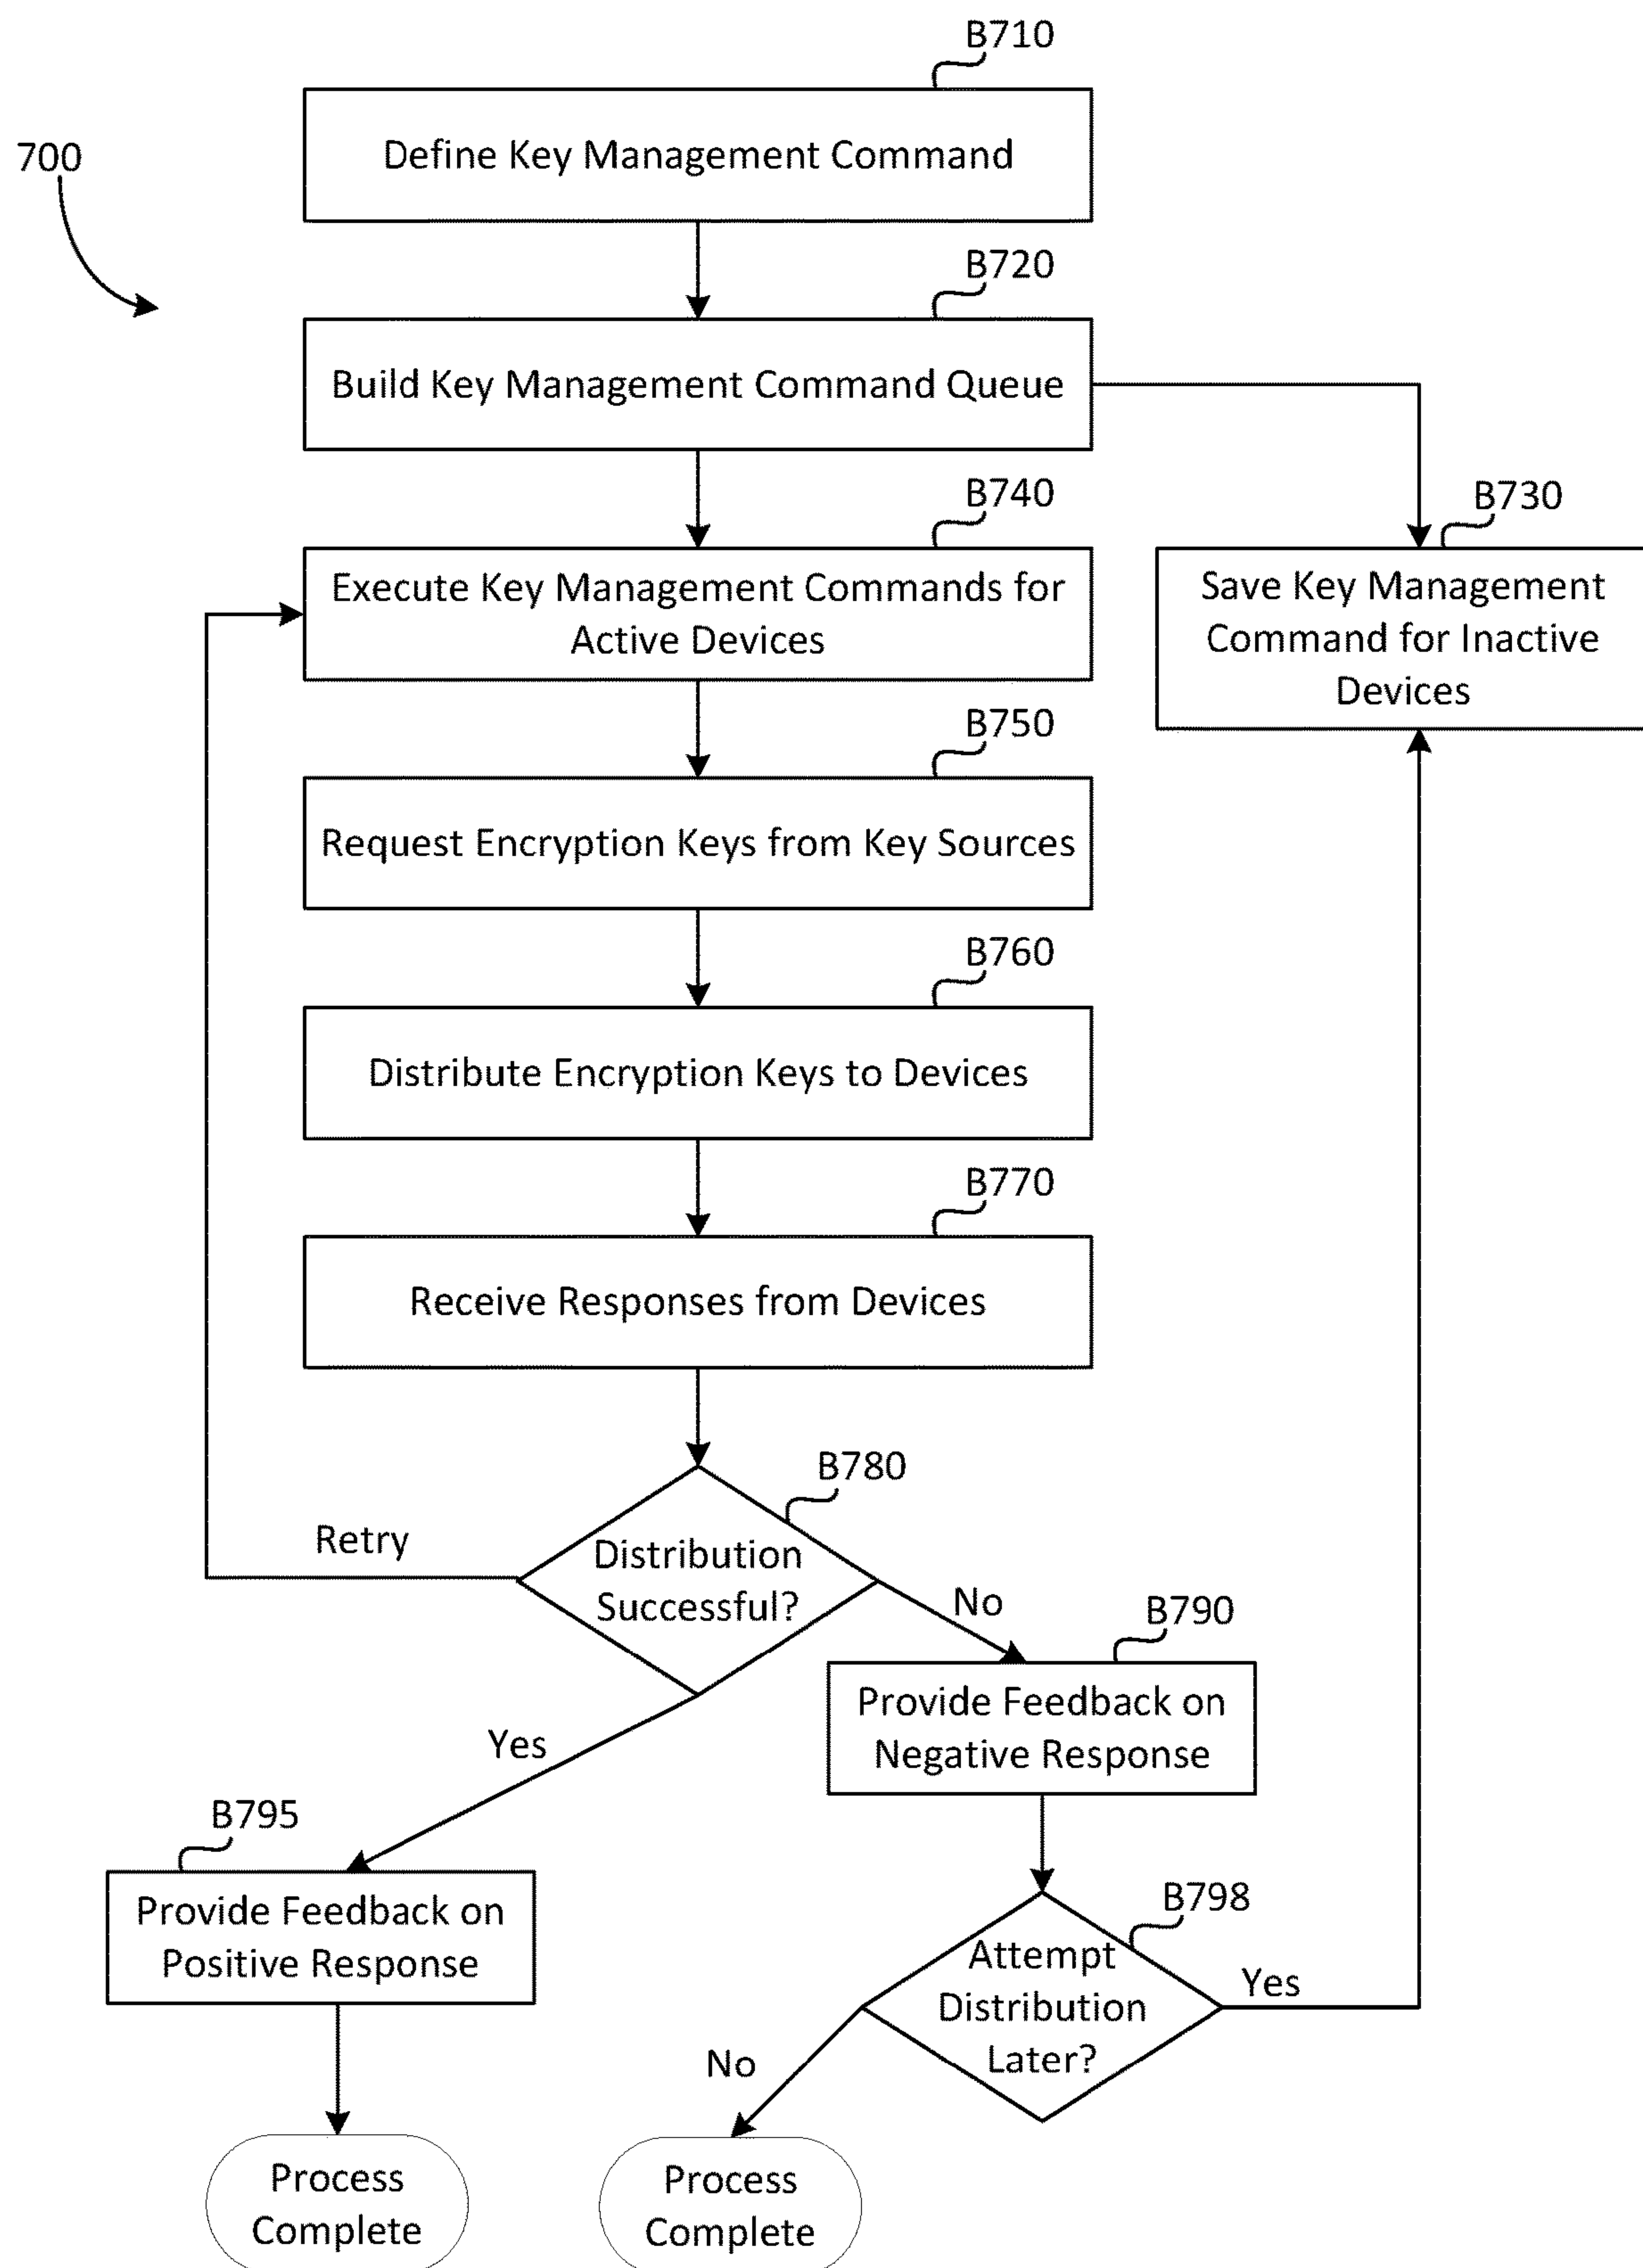 B710
Define Key Management Command
700
B720
Build Key Management Command Queue
B740
Execute Key Management Commands for
Active Devices
B730
Save Key Management
Command for Inactive
Devices
B750
Request Encryption Keys from Key Sources
B760
Distribute Encryption Keys to Devices
B770
Receive Responses from Devices
B780
Distribution
Successful?
Retry
No
Yes
B790
Provide Feedback on
Negative Response
B795
Provide Feedback on
Positive Response
B798
Attempt
Distribution
Later?
Yes
No
Process
Complete
Process
Complete